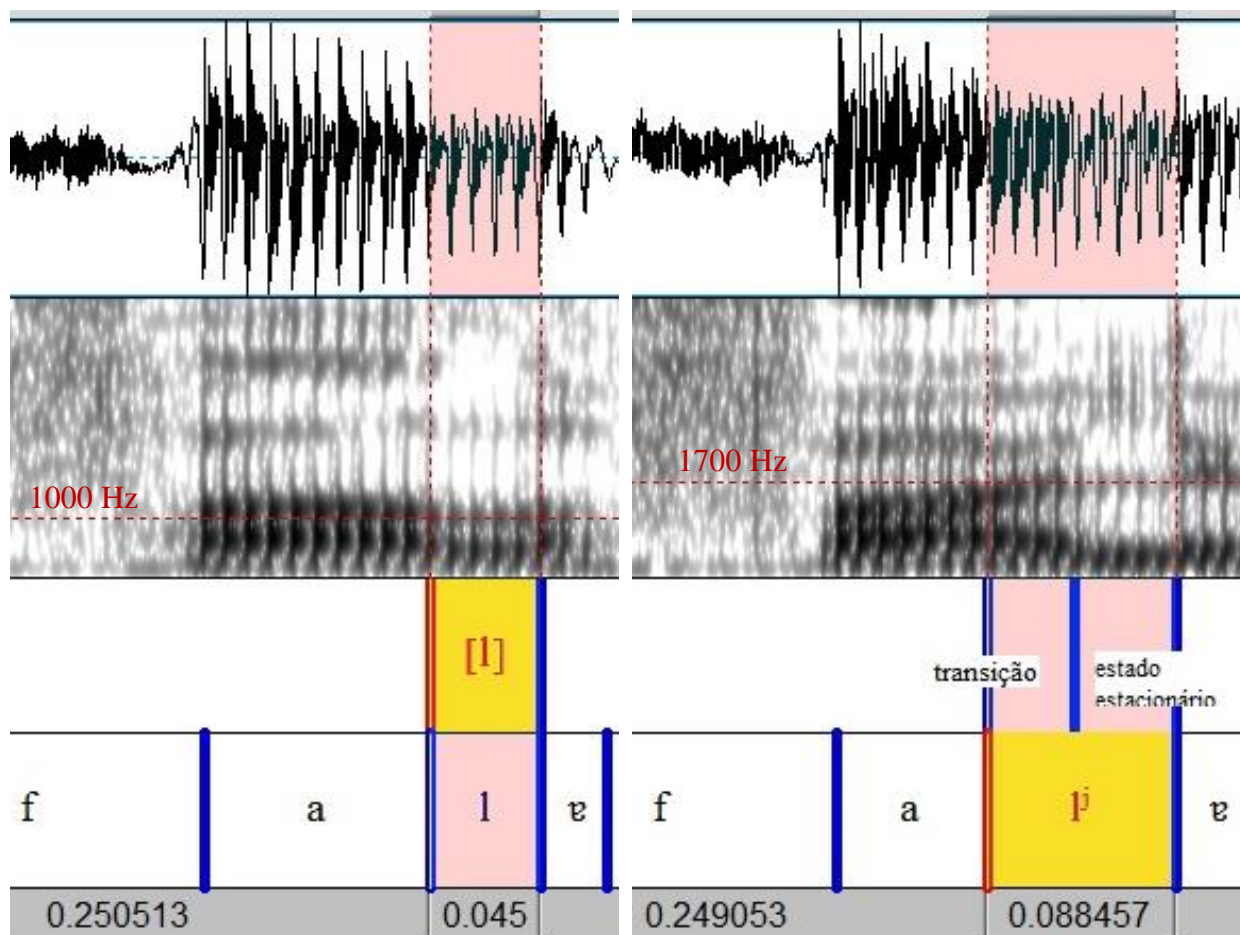 1000 Hz
[l]
f a l ɐ
0.250513 0.045
1700 Hz
transição
estado
estacionário
f a lʲ ɐ
0.249053 0.088457